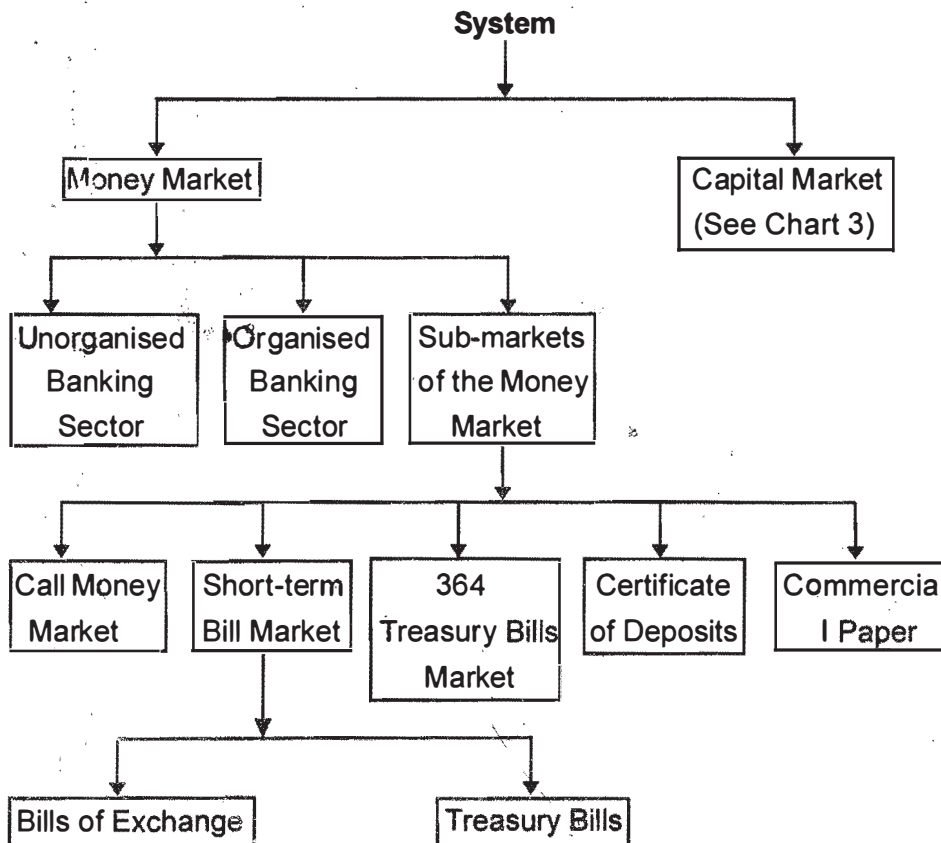 System
Money Market
Capital Market
(See Chart 3)
Unorganised
Banking
Sector
Organised
Banking
Sector
Sub-markets
of the Money
Market
Call Money
Market
Short-term
Bill Market
364
Treasury Bills
Market
Certificate
of Deposits
Commercia
l Paper
Bills of Exchange
Treasury Bills